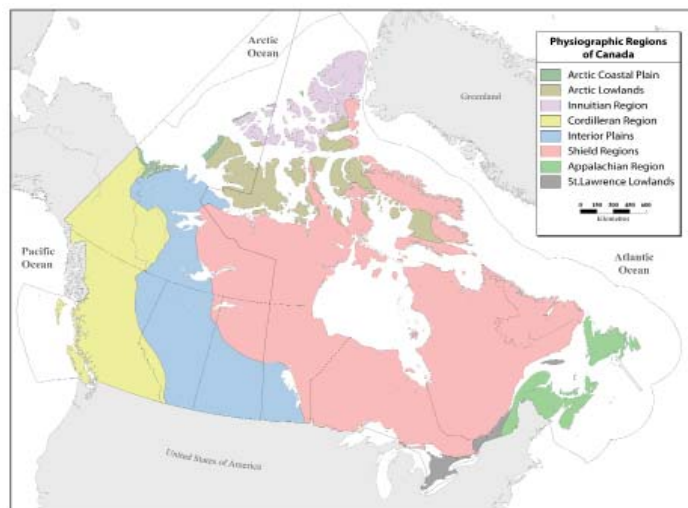 Arctic
Ocean
Greenland
Physiographic Regions
of Canada
Arctic Coastal Plain
Arctic Lowlands
Innuitian Region
Cordilleran Region
Interior Plains
Shield Regions
Appalachian Region
St.Lawrence Lowlands
Pacific
Ocean
Atlantic
Ocean
United States of America